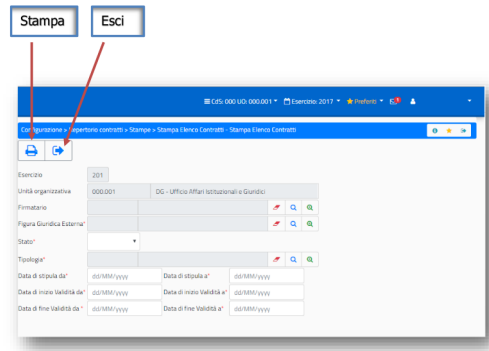 Stampa Esci
CdS: 000 UO: 000.001 Esercizio: 2017 Preferiti
Configurazione > Repertorio contratti > Stampe > Stampa Elenco Contratti - Stampa Elenco Contratti
Esercizio 201
Unità organizzativa 000.001 DG - Ufficio Affari Istituzionali e Giuridici
Firmatario
Figura Giuridica Esterna*
Stato*
Tipologia*
Data di stipula da* dd/MM/yyyy Data di stipula a* dd/MM/yyyy
Data di inizio Validità da* dd/MM/yyyy Data di inizio Validità a* dd/MM/yyyy
Data di fine Validità da * dd/MM/yyyy Data di fine Validità a* dd/MM/yyyy